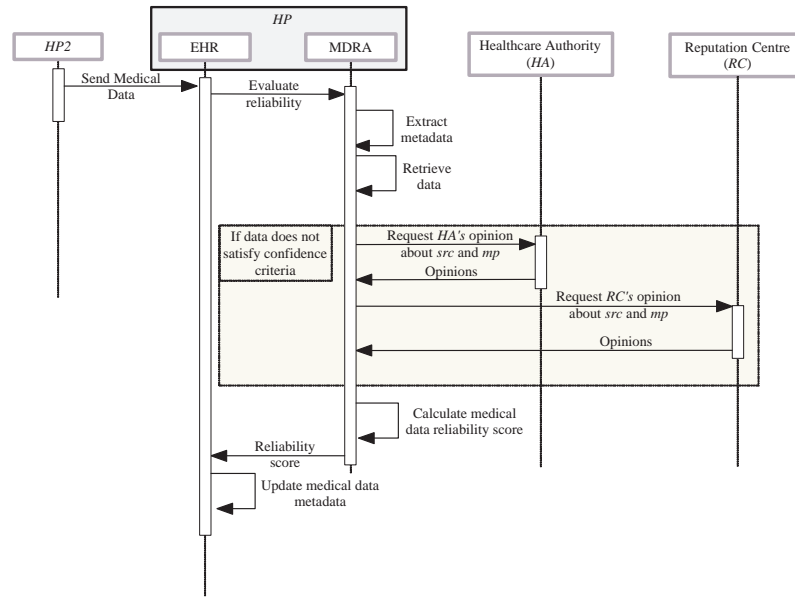 HP
HP2
EHR
MDRA
Healthcare Authority
(HA)
Reputation Centre
(RC)
Send Medical
Data
Evaluate
reliability
Extract
metadata
Retrieve
data
If data does not
satisfy confidence
criteria
Request HA's opinion
about src and mp
Opinions
Request RC's opinion
about src and mp
Opinions
Calculate medical
data reliability score
Reliability
score
Update medical data
metadata